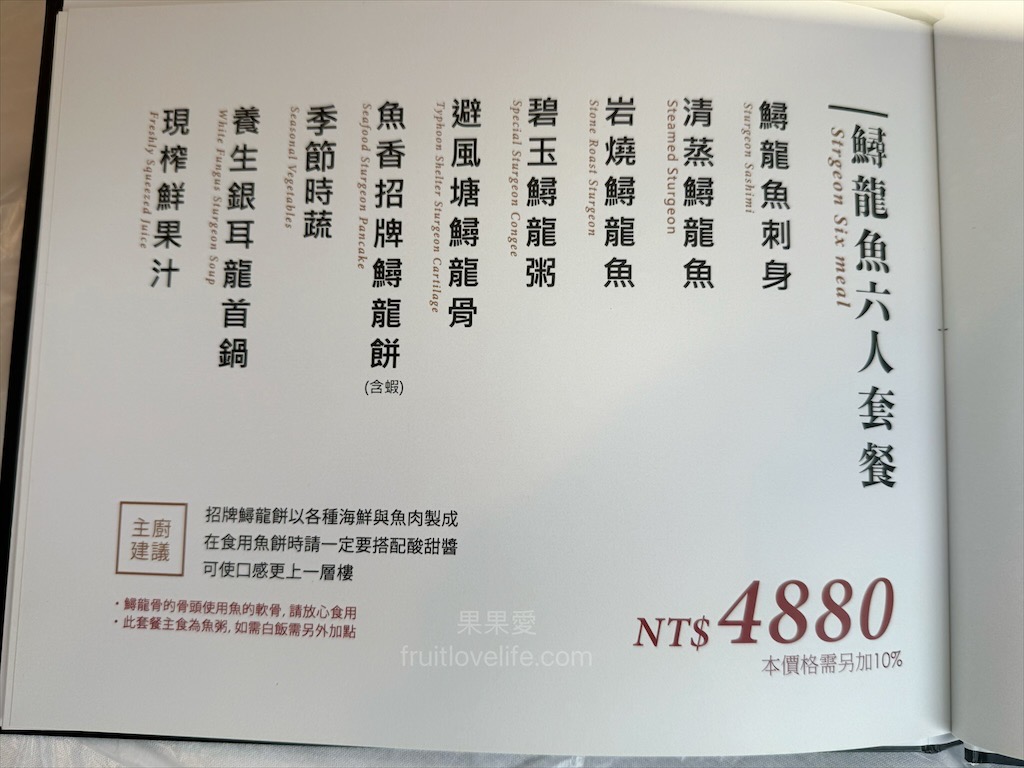 鱘龍魚六人套餐
Strgeon Six meal
鱘龍魚刺身
Sturgeon Sashimi
清蒸鱘龍魚
Steamed Sturgeon
岩燒鱘龍魚
Stone Roast Sturgeon
碧玉鱘龍粥
Special Sturgeon Congee
避風塘鱘龍骨
Typhoon Shelter Sturgeon Cartilage
魚香招牌鱘龍餅
(含蝦)
Seafood Sturgeon Pancake
季節時蔬
Seasonal Vegetables
養生銀耳龍首鍋
White Fungus Sturgeon Soup
現榨鮮果汁
Freshly Squeezed Juice
主廚
建議
招牌鱘龍餅以各種海鮮與魚肉製成
在食用魚餅時請一定要搭配酸甜醬
可使口感更上一層樓
・鱘龍骨的骨頭使用魚的軟骨, 請放心食用
・此套餐主食為魚粥, 如需白飯需另外加點
NT$4880
本價格需另加10%
果果愛
fruitlovelife.com